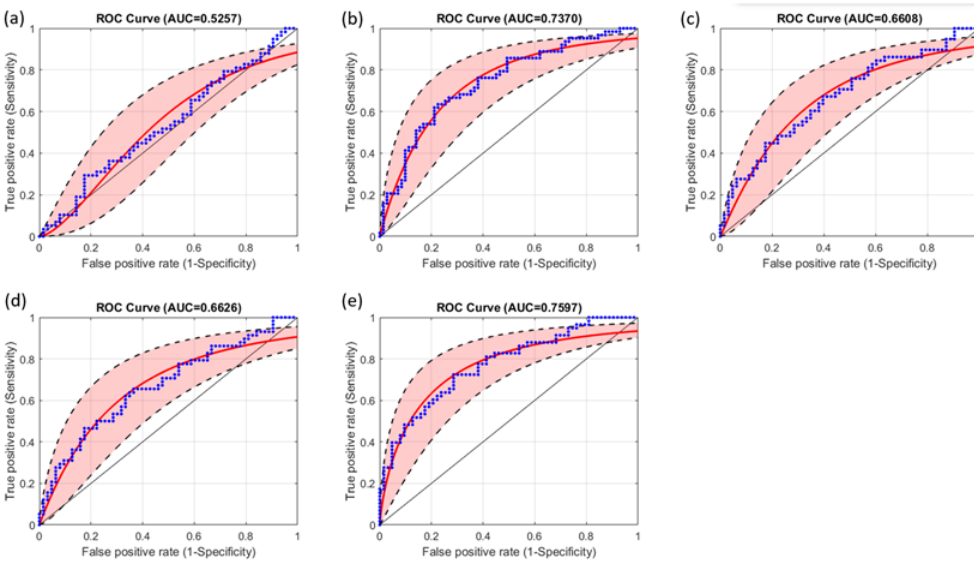 (a)
ROC Curve (AUC=0.5257)
1
0.8
0.6
0.4
0.2
0
True positive rate (Sensitivity)
0 0.2 0.4 0.6 0.8 1
False positive rate (1-Specificity)
(b)
ROC Curve (AUC=0.7370)
1
0.8
0.6
0.4
0.2
0
True positive rate (Sensitivity)
0 0.2 0.4 0.6 0.8 1
False positive rate (1-Specificity)
(c)
ROC Curve (AUC=0.6608)
1
0.8
0.6
0.4
0.2
0
True positive rate (Sensitivity)
0 0.2 0.4 0.6 0.8
False positive rate (1-Specificity)
(d)
ROC Curve (AUC=0.6626)
1
0.8
0.6
0.4
0.2
0
True positive rate (Sensitivity)
0 0.2 0.4 0.6 0.8 1
False positive rate (1-Specificity)
(e)
ROC Curve (AUC=0.7597)
1
0.8
0.6
0.4
0.2
0
True positive rate (Sensitivity)
0 0.2 0.4 0.6 0.8 1
False positive rate (1-Specificity)